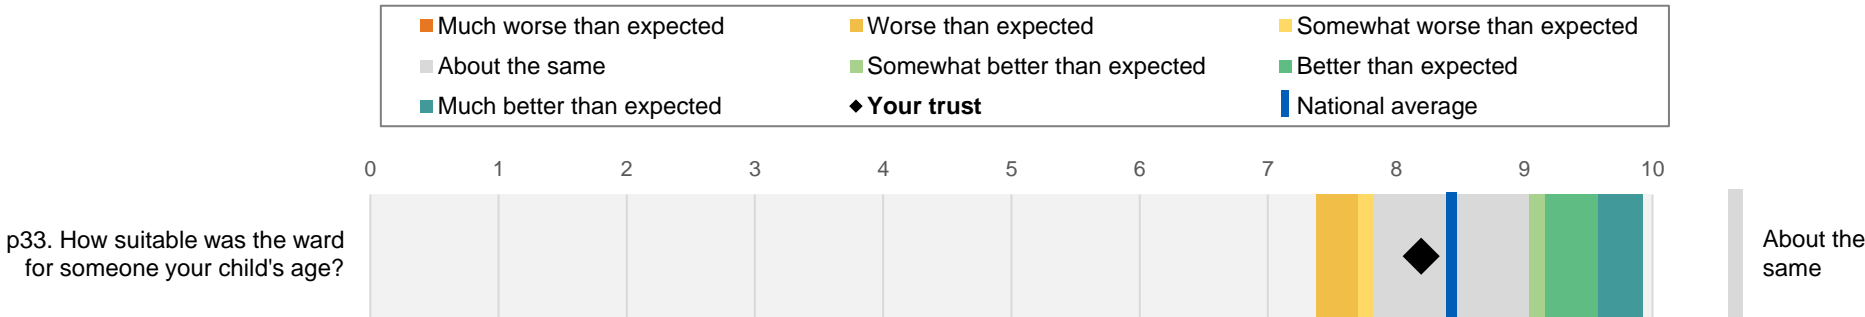 Much worse than expected
Worse than expected
Somewhat worse than expected
About the same
Somewhat better than expected
Better than expected
Much better than expected
Your trust
National average
0 1 2 3 4 5 6 7 8 9 10
p33. How suitable was the ward
for someone your child's age?
About the
same